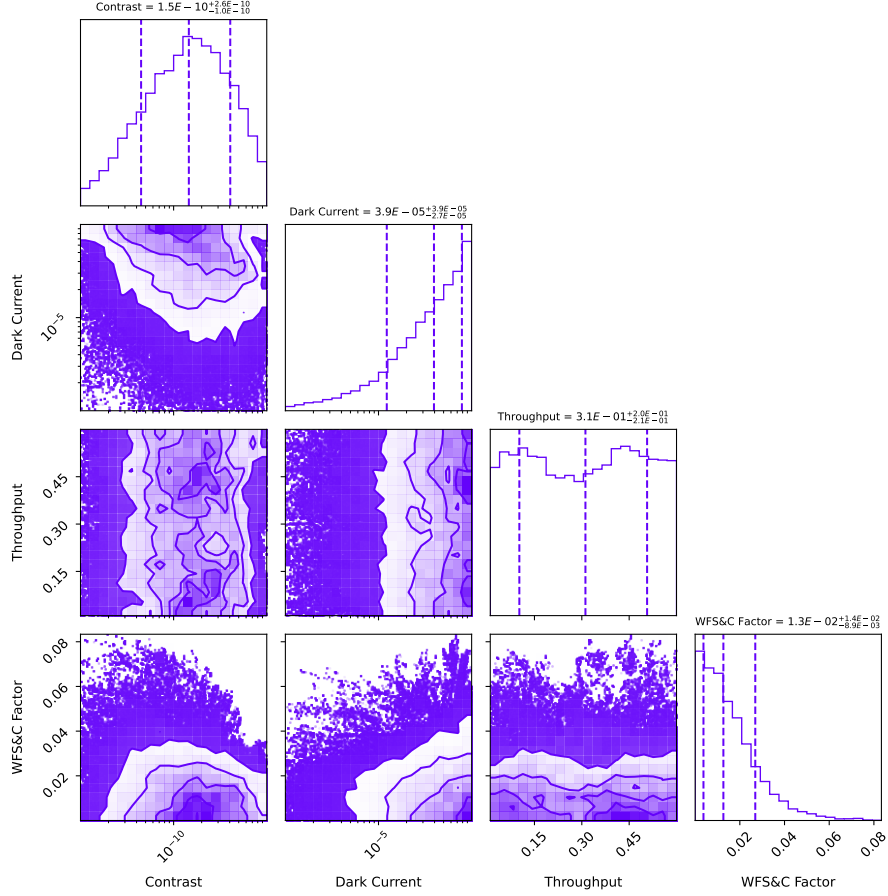 Contrast = 1.5E − 10 +2.6E−10 −1.0E−10
Dark Current = 3.9E − 05 +3.9E−05 −2.7E−05
Dark Current
10⁻⁵
Throughput = 3.1E − 01 +2.0E−01 −2.1E−01
Throughput
0.45
0.30
0.15
WFS&C Factor = 1.3E − 02 +1.4E−02 −8.9E−03
WFS&C Factor
0.08
0.06
0.04
0.02
10⁻¹⁰
10⁻⁵
0.15 0.30 0.45
0.02 0.04 0.06 0.08
Contrast Dark Current Throughput WFS&C Factor